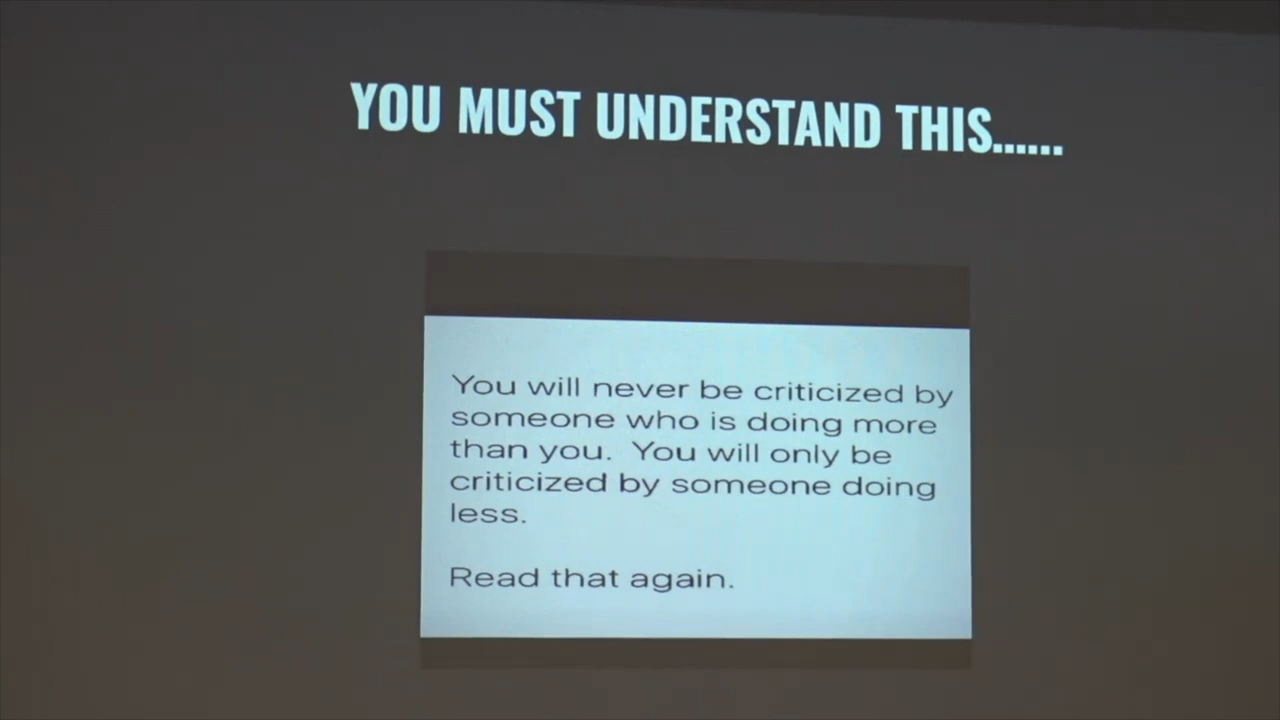 YOU MUST UNDERSTAND THIS......
You will never be criticized by
someone who is doing more
than you.  You will only be
criticized by someone doing
less.
Read that again.